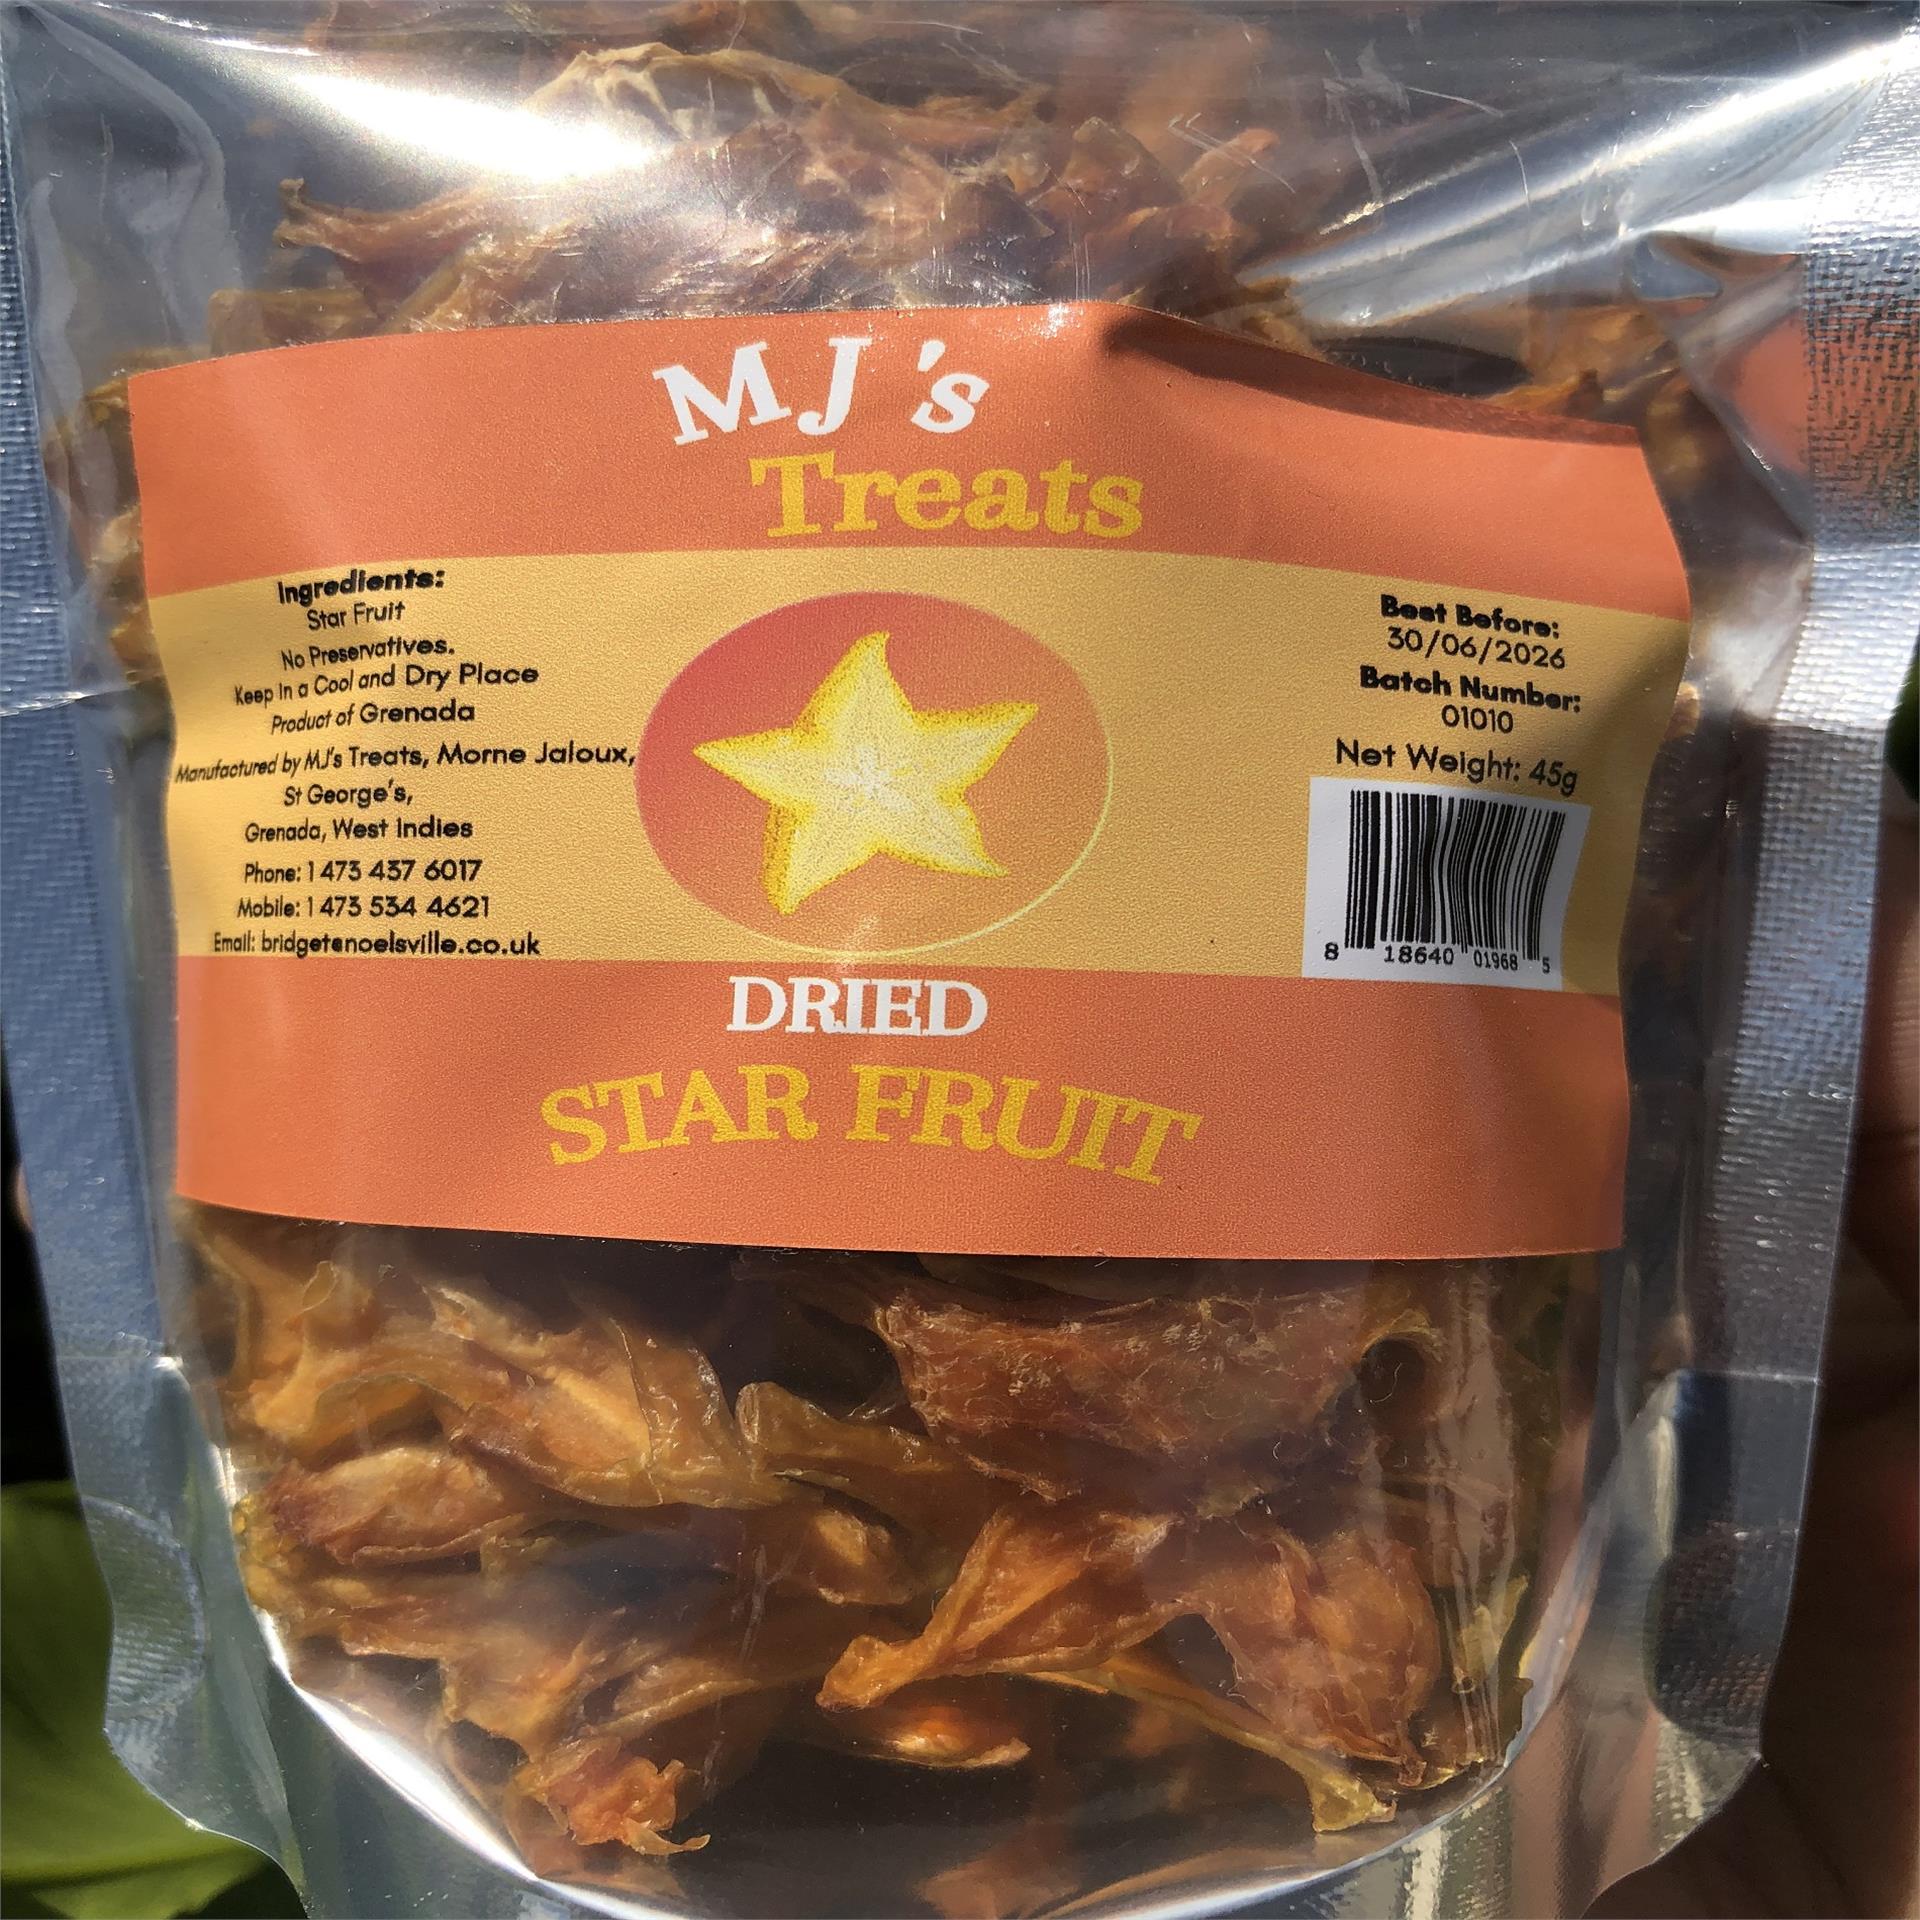 MJ's
Treats
Ingredients:
Star Fruit
No Preservatives.
Keep in a Cool and Dry Place
Product of Grenada
Manufactured by MJ's Treats, Morne Jaloux,
St George's,
Grenada, West Indies
Phone: 1 473 437 6017
Mobile: 1 473 534 4621
Email: bridget@noelsville.co.uk
Best Before:
30/06/2026
Batch Number:
01010
Net Weight: 45g
8 18640 01968 5
DRIED
STAR FRUIT